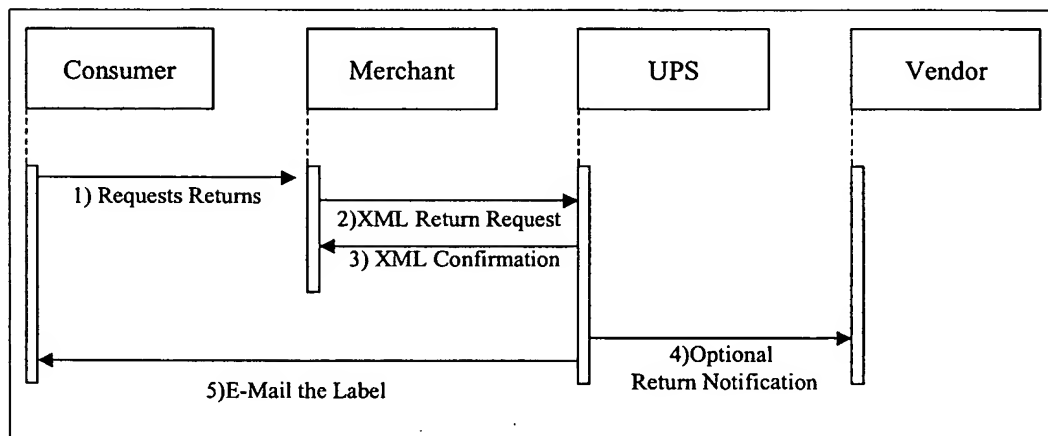 Consumer
Merchant
UPS
Vendor
1) Requests Returns
2)XML Return Request
3) XML Confirmation
4)Optional
Return Notification
5)E-Mail the Label